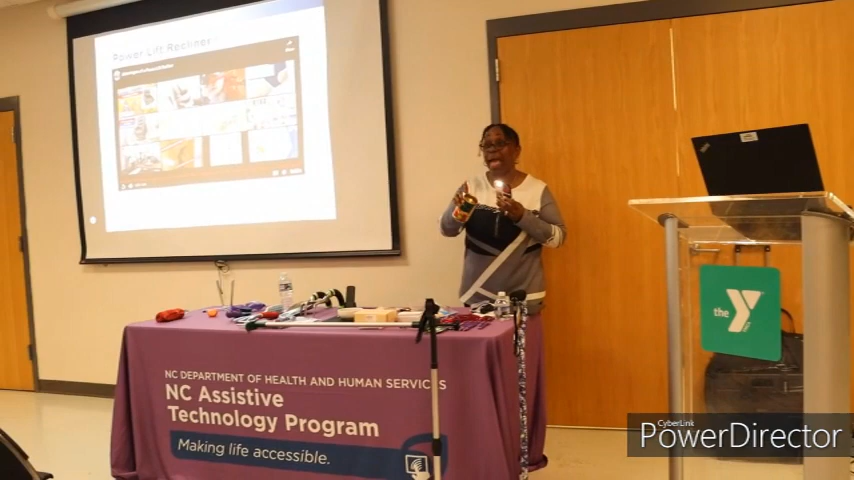 Power Lift Recliner
NC DEPARTMENT OF HEALTH AND HUMAN SERVICES
NC Assistive
Technology Program
Making life accessible.
the Y
CyberLink
PowerDirector